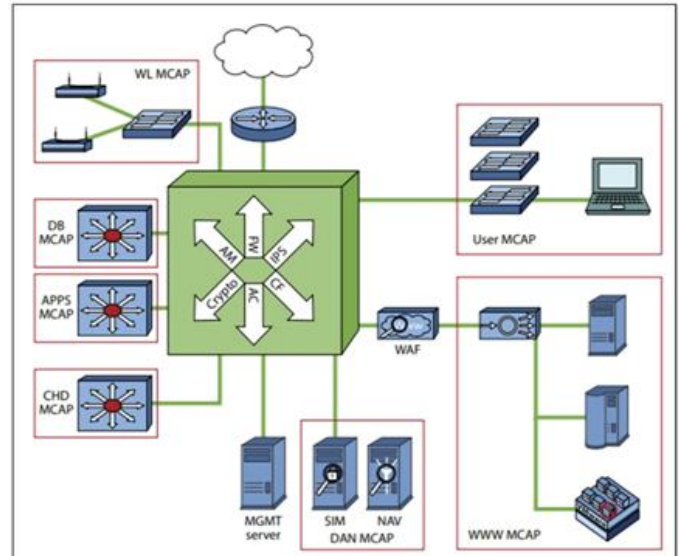 WL MCAP
DB
MCAP
APPS
MCAP
CHD
MCAP
AM
FW
IPS
Crypto
AC
CF
User MCAP
WAF
MGMT
server
SIM
NAV
DAN MCAP
WWW MCAP